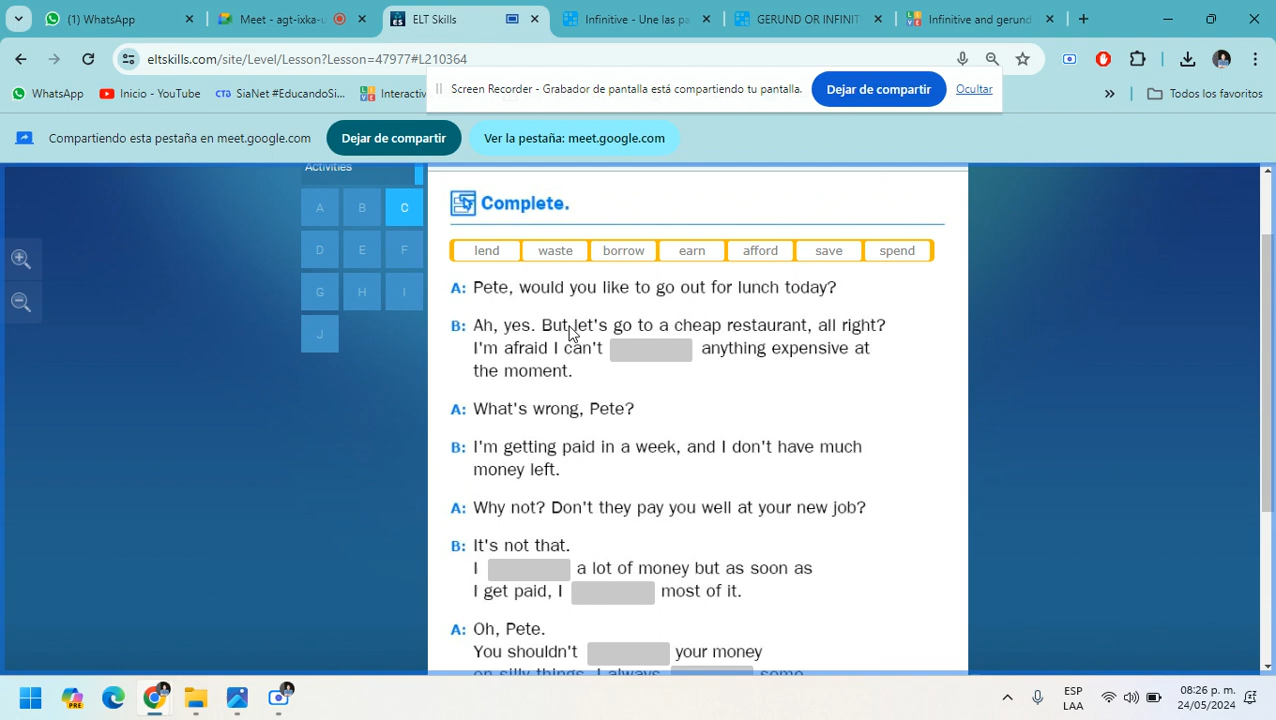 (1) WhatsApp
Meet - agt-ixka-u
ELT Skills
Infinitive - Une las pa
GERUND OR INFINIT
Infinitive and gerund
eltskills.com/site/Level/Lesson?Lesson=47977#L210364
WhatsApp
Inicio - YouTube
SiaNet #EducandoSi...
Interactiv
Screen Recorder - Grabador de pantalla está compartiendo tu pantalla.
Dejar de compartir
Ocultar
Todos los favoritos
Compartiendo esta pestaña en meet.google.com
Dejar de compartir
Ver la pestaña: meet.google.com
Activities
A B C
D E F
G H I
J
Complete.
lend waste borrow earn afford save spend
A: Pete, would you like to go out for lunch today?
B: Ah, yes. But let's go to a cheap restaurant, all right?
I'm afraid I can't anything expensive at
the moment.
A: What's wrong, Pete?
B: I'm getting paid in a week, and I don't have much
money left.
A: Why not? Don't they pay you well at your new job?
B: It's not that.
I a lot of money but as soon as
I get paid, I most of it.
A: Oh, Pete.
You shouldn't your money
on silly things. I always some
PRE
ESP
LAA
08:26 p. m.
24/05/2024